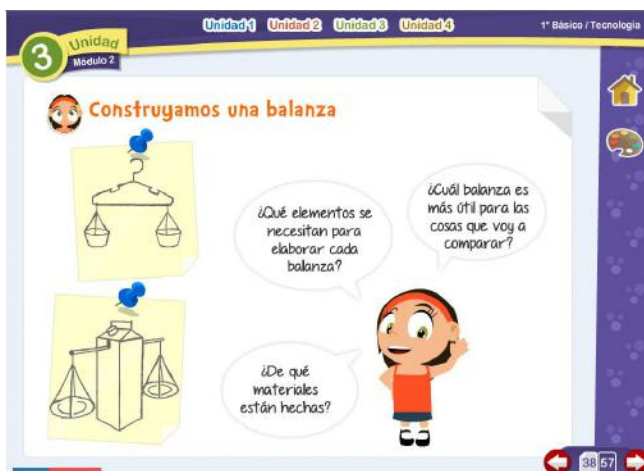 Unidad 1 Unidad 2 Unidad 3 Unidad 4
1° Básico / Tecnología
3 Unidad
Módulo 2
Construyamos una balanza
¿Qué elementos se
necesitan para
elaborar cada
balanza?
¿Cuál balanza es
más útil para las
cosas que voy a
comparar?
¿De qué
materiales
están hechas?
38 57